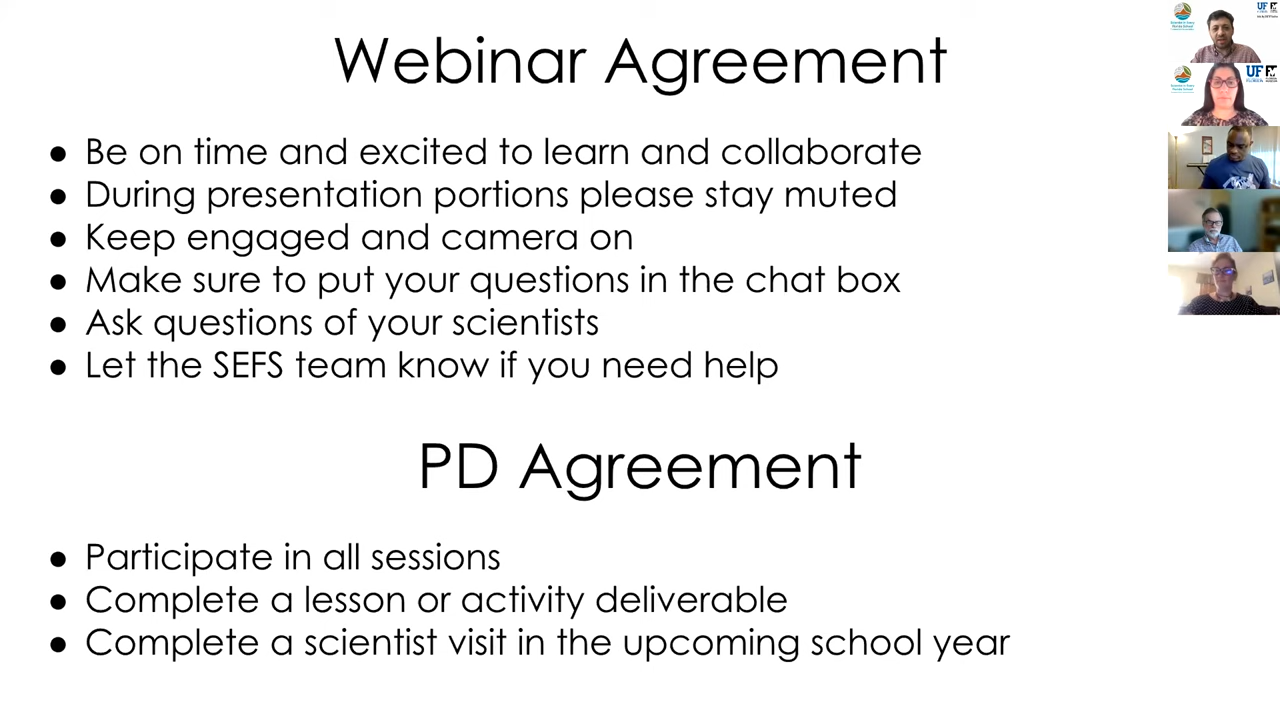 Webinar Agreement
● Be on time and excited to learn and collaborate
● During presentation portions please stay muted
● Keep engaged and camera on
● Make sure to put your questions in the chat box
● Ask questions of your scientists
● Let the SEFS team know if you need help
PD Agreement
● Participate in all sessions
● Complete a lesson or activity deliverable
● Complete a scientist visit in the upcoming school year
UF
UF